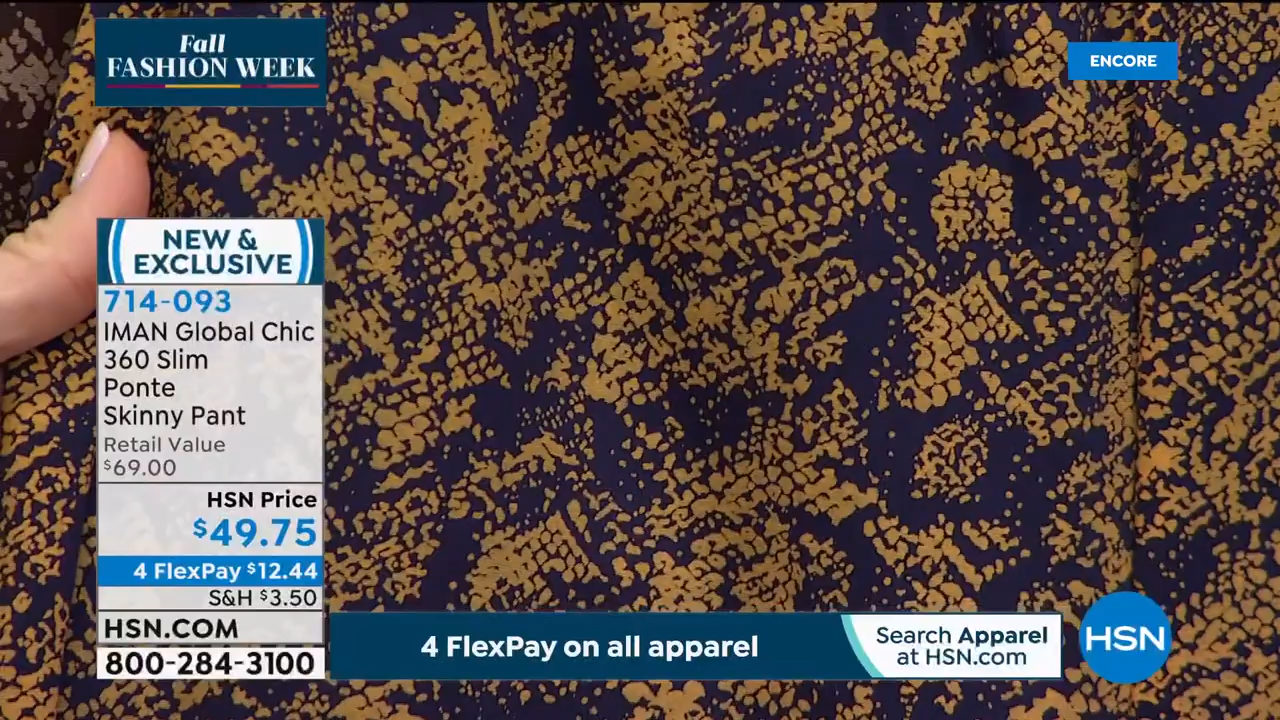 Fall
FASHION WEEK
ENCORE
NEW &
EXCLUSIVE
714-093
IMAN Global Chic
360 Slim
Ponte
Skinny Pant
Retail Value
$69.00
HSN Price
$49.75
4 FlexPay $12.44
S&H $3.50
HSN.COM
800-284-3100
4 FlexPay on all apparel
Search Apparel
at HSN.com
HSN